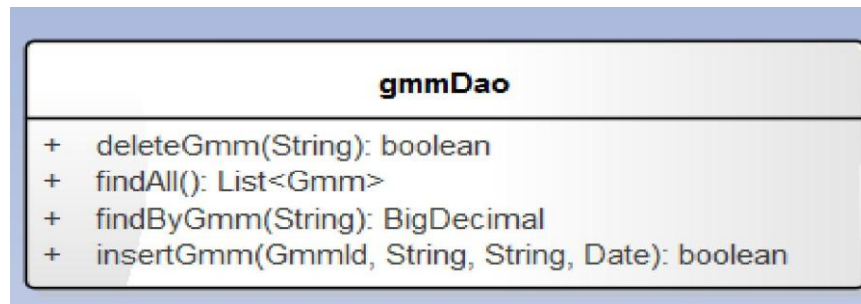 gmmDao
+ deleteGmm(String): boolean
+ findAll(): List<Gmm>
+ findByGmm(String): BigDecimal
+ insertGmm(GmmId, String, String, Date): boolean